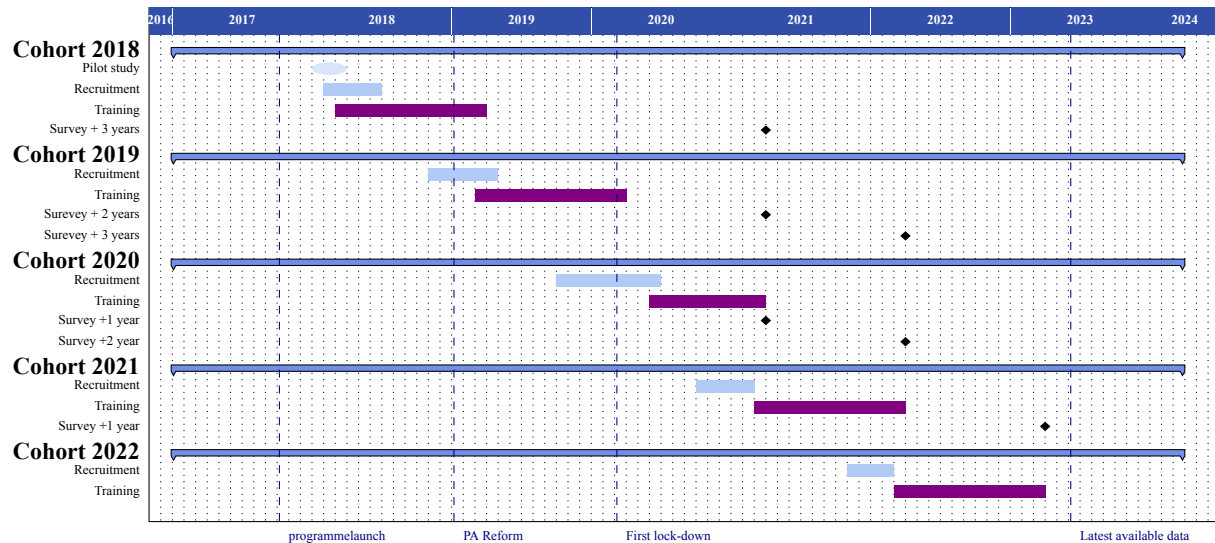 2016 2017 2018 2019 2020 2021 2022 2023 2024
Cohort 2018
Pilot study
Recruitment
Training
Survey + 3 years
Cohort 2019
Recruitment
Training
Surevey + 2 years
Surevey + 3 years
Cohort 2020
Recruitment
Training
Survey +1 year
Survey +2 year
Cohort 2021
Recruitment
Training
Survey +1 year
Cohort 2022
Recruitment
Training
programmelaunch PA Reform First lock-down Latest available data